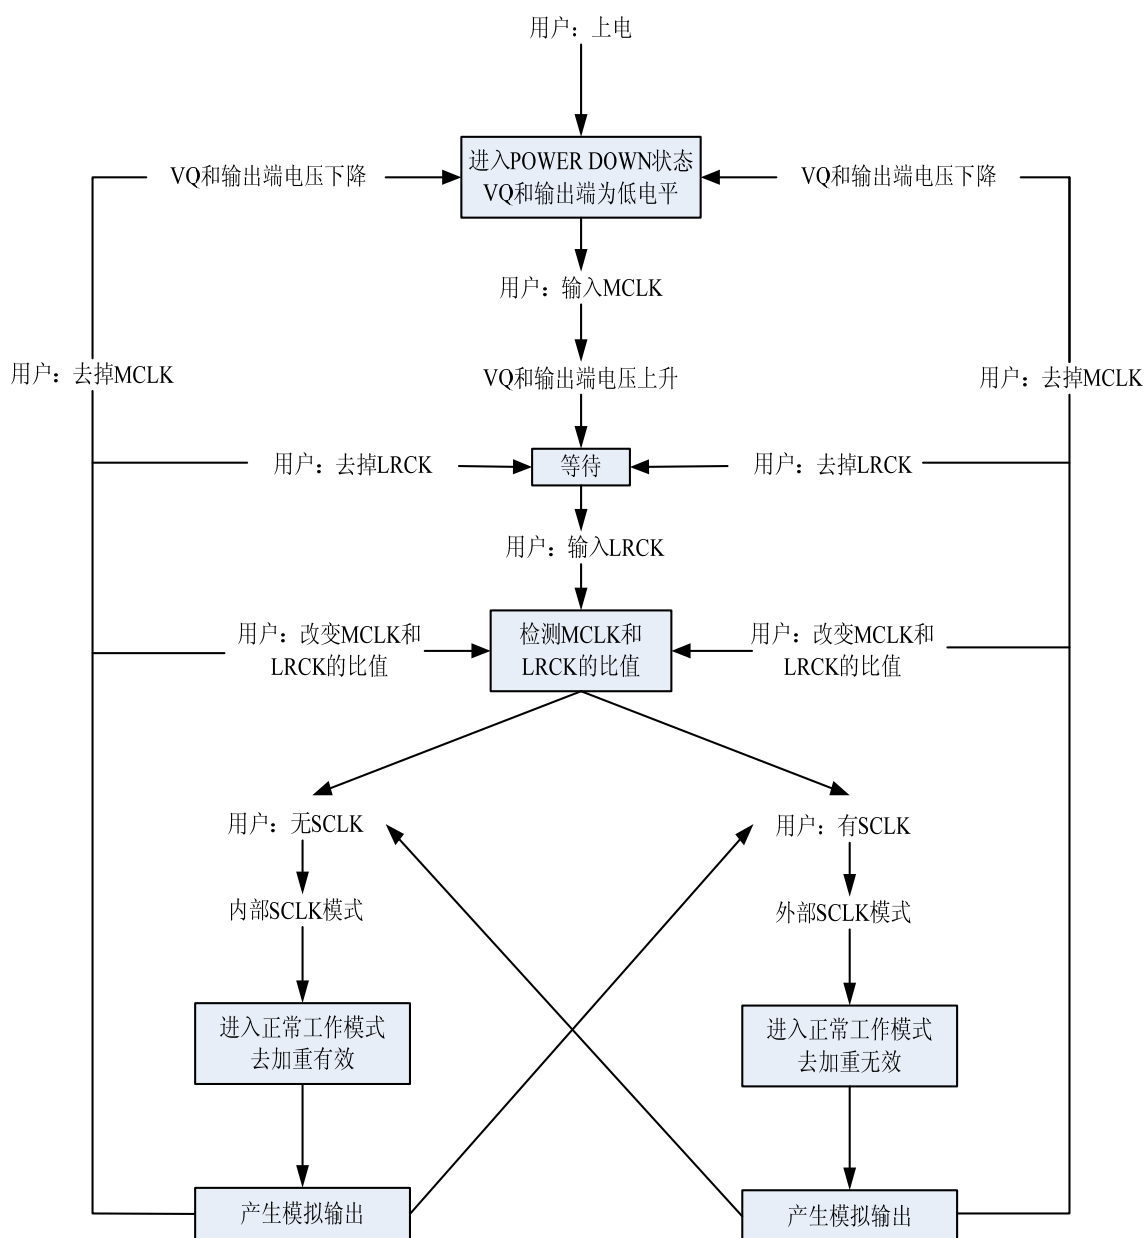 用户：上电
进入POWER DOWN状态
VQ和输出端为低电平
VQ和输出端电压下降
VQ和输出端电压下降
用户：输入MCLK
用户：去掉MCLK
VQ和输出端电压上升
用户：去掉MCLK
用户：去掉LRCK
等待
用户：去掉LRCK
用户：输入LRCK
用户：改变MCLK和
LRCK的比值
检测MCLK和
LRCK的比值
用户：改变MCLK和
LRCK的比值
用户：无SCLK
用户：有SCLK
内部SCLK模式
外部SCLK模式
进入正常工作模式
去加重有效
进入正常工作模式
去加重无效
产生模拟输出
产生模拟输出